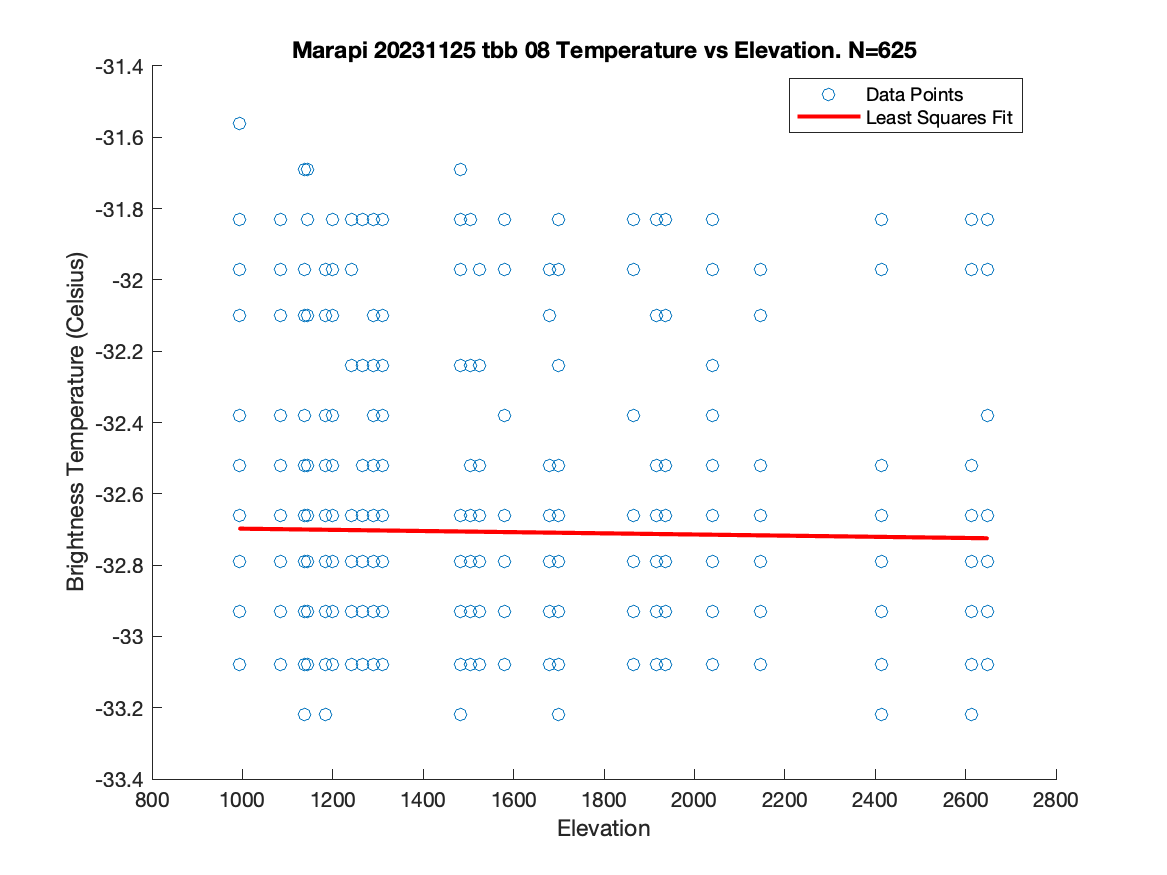 Marapi 20231125 tbb 08 Temperature vs Elevation. N=625
Data Points
Least Squares Fit
Brightness Temperature (Celsius)
-31.4
-31.6
-31.8
-32
-32.2
-32.4
-32.6
-32.8
-33
-33.2
-33.4
800 1000 1200 1400 1600 1800 2000 2200 2400 2600 2800
Elevation